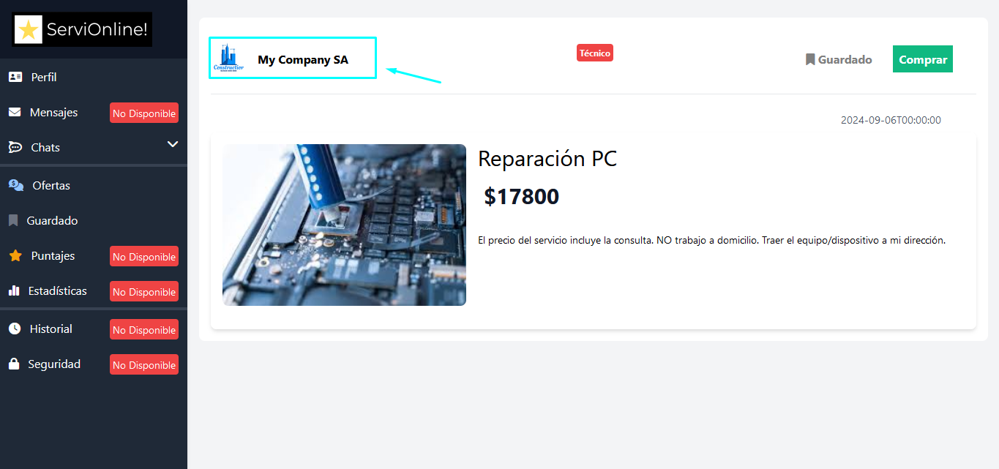 ServiOnline!
Perfil
Mensajes No Disponible
Chats
Ofertas
Guardado
Puntajes No Disponible
Estadísticas No Disponible
Historial No Disponible
Seguridad No Disponible
Construction
My Company SA
Técnico
Guardado
Comprar
2024-09-06T00:00:00
Reparación PC
$17800
El precio del servicio incluye la consulta. NO trabajo a domicilio. Traer el equipo/dispositivo a mi dirección.